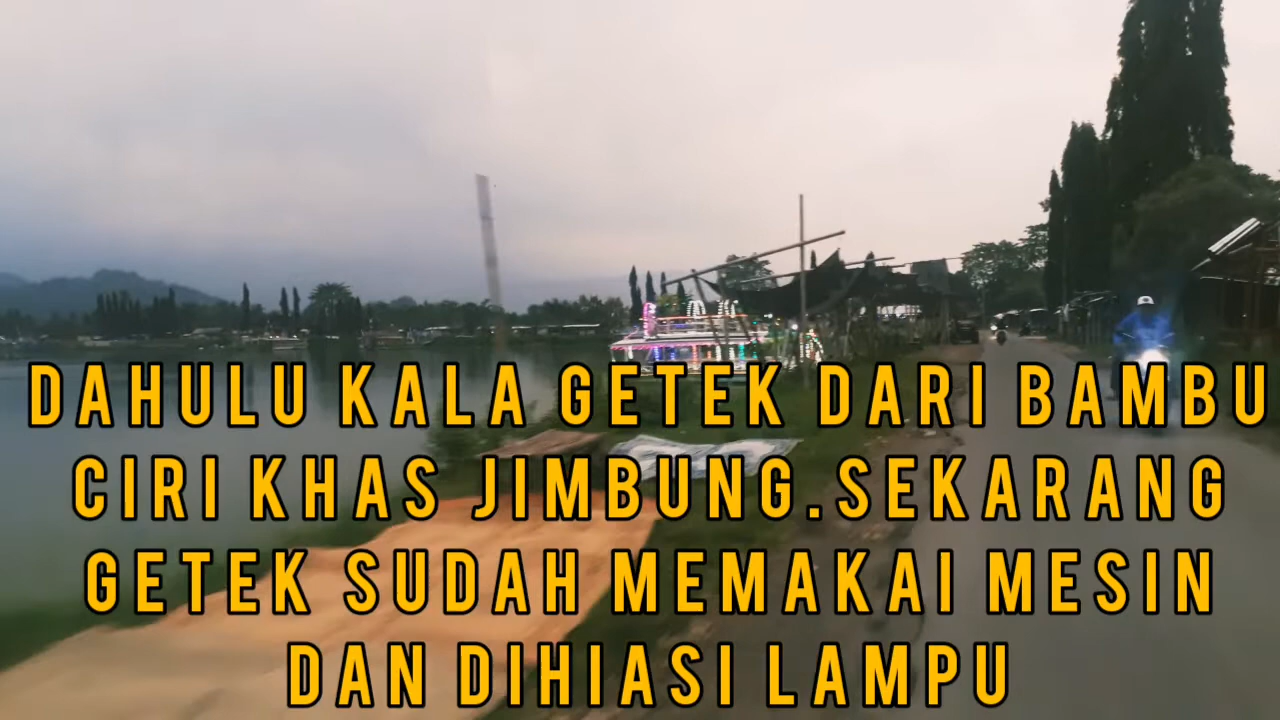 DAHULU KALA GETEK DARI BAMBU
CIRI KHAS JIMBUNG.SEKARANG
GETEK SUDAH MEMAKAI MESIN
DAN DIHIASI LAMPU